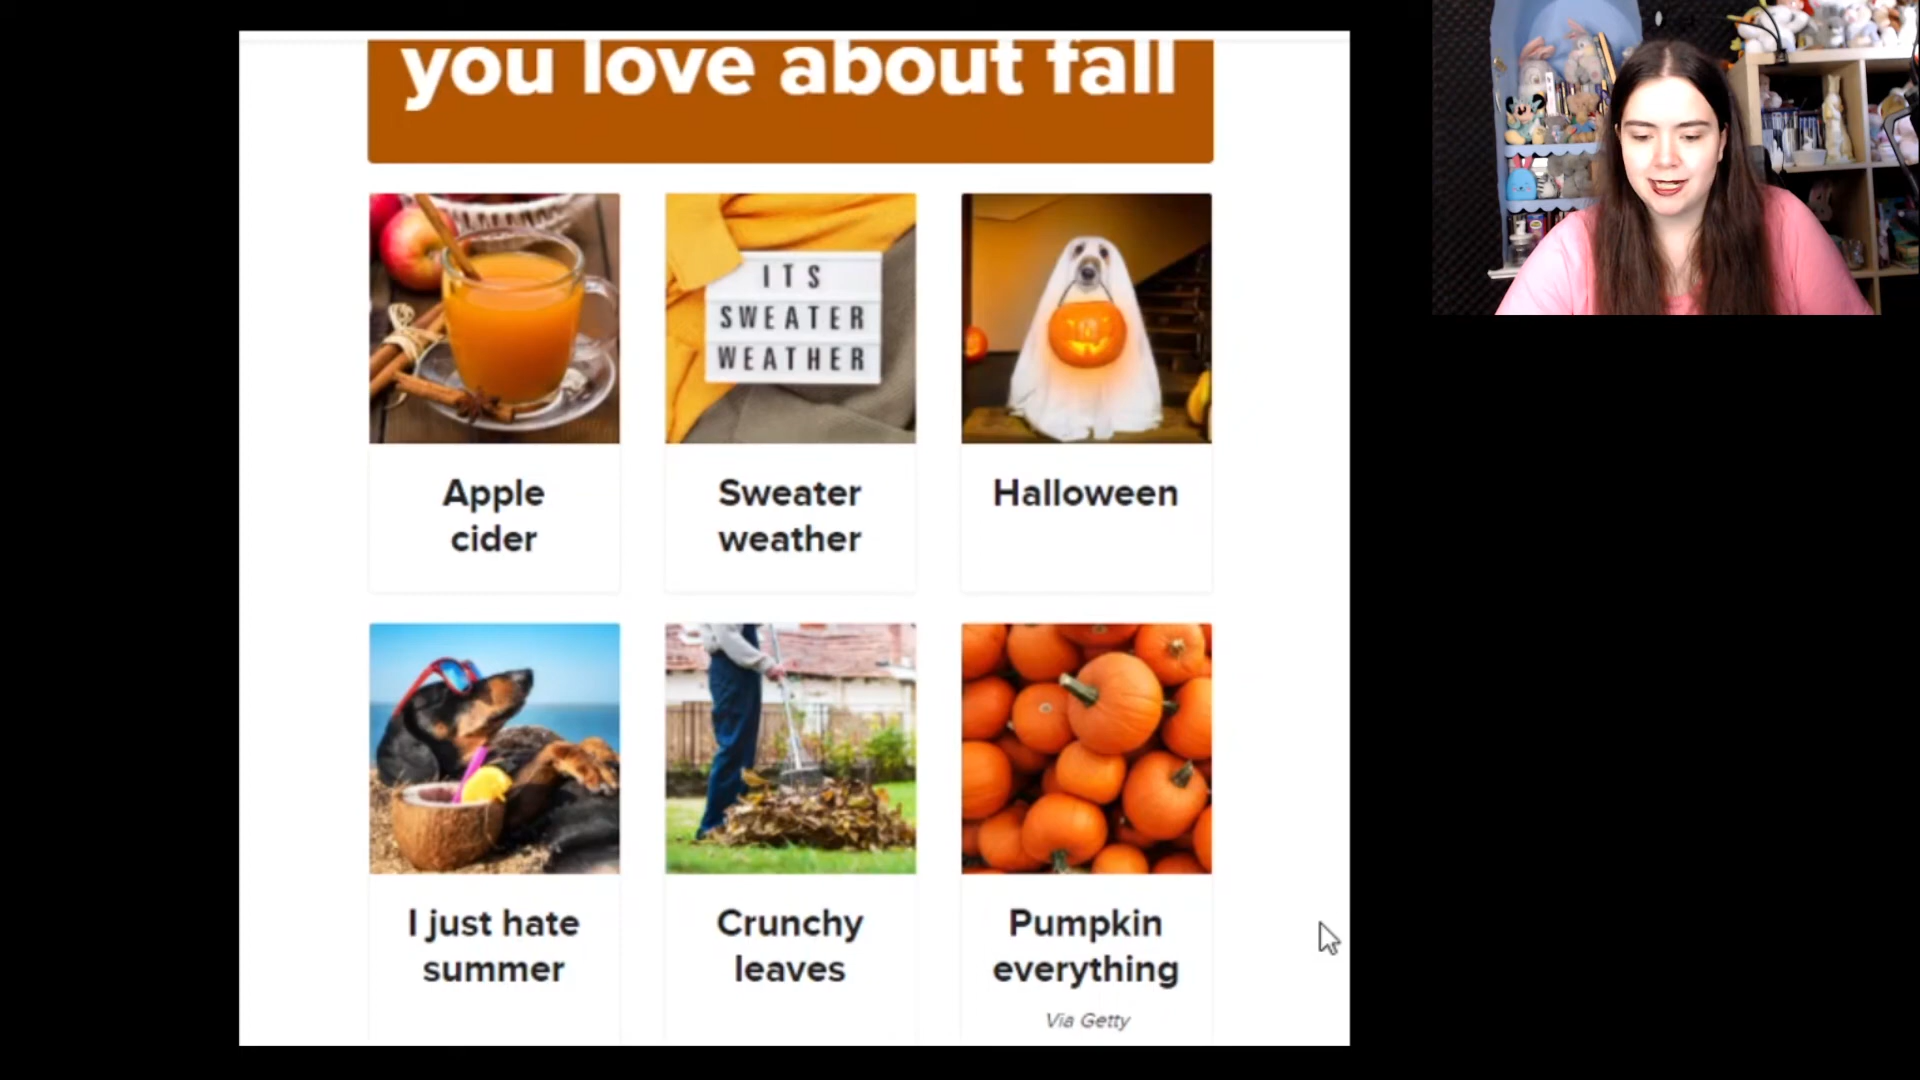 you love about fall
ITS
SWEATER
WEATHER
Apple
cider
Sweater
weather
Halloween
I just hate
summer
Crunchy
leaves
Pumpkin
everything
Via Getty